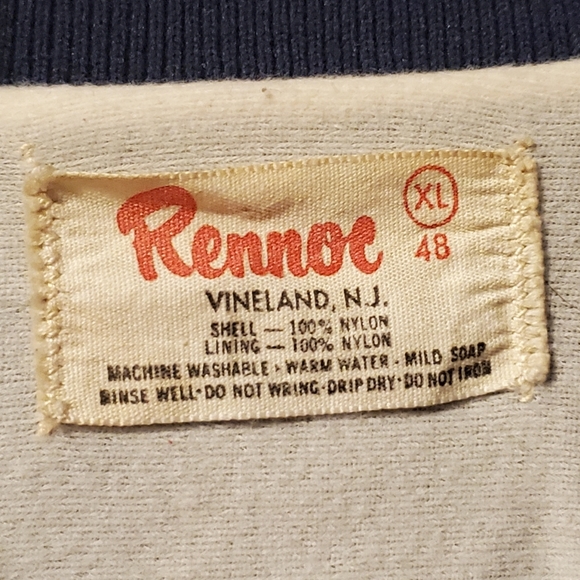 Rennoc
XL
48
VINELAND, N.J.
SHELL — 100% NYLON
LINING — 100% NYLON
MACHINE WASHABLE · WARM WATER · MILD SOAP
RINSE WELL · DO NOT WRING · DRIP DRY · DO NOT IRON